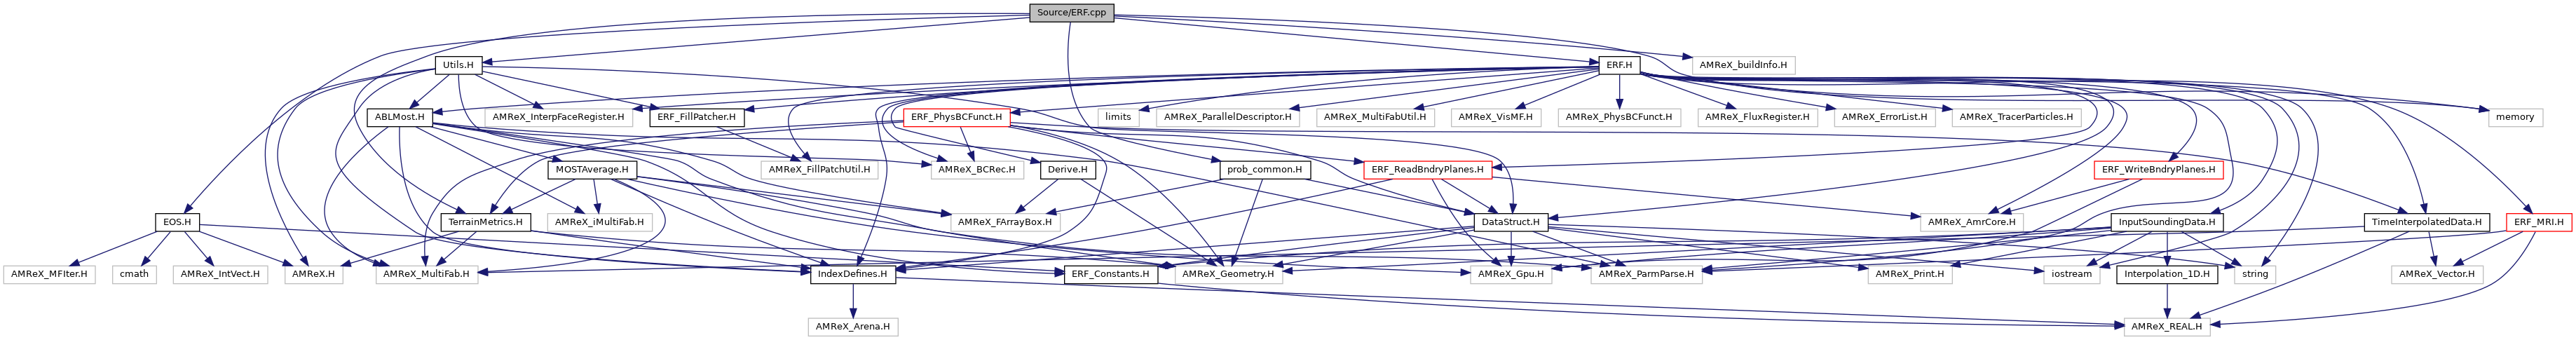 Source/ERF.cpp
Utils.H
ERF.H
AMReX_buildInfo.H
ABLMost.H
AMReX_InterpFaceRegister.H
ERF_FillPatcher.H
ERF_PhysBCFunct.H
limits
AMReX_ParallelDescriptor.H
AMReX_MultiFabUtil.H
AMReX_VisMF.H
AMReX_PhysBCFunct.H
AMReX_FluxRegister.H
AMReX_ErrorList.H
AMReX_TracerParticles.H
memory
MOSTAverage.H
AMReX_FillPatchUtil.H
AMReX_BCRec.H
Derive.H
prob_common.H
ERF_ReadBndryPlanes.H
ERF_WriteBndryPlanes.H
EOS.H
TerrainMetrics.H
AMReX_iMultiFab.H
AMReX_FArrayBox.H
DataStruct.H
AMReX_AmrCore.H
InputSoundingData.H
TimeInterpolatedData.H
ERF_MRI.H
AMReX_MFIter.H
cmath
AMReX_IntVect.H
AMReX.H
AMReX_MultiFab.H
IndexDefines.H
ERF_Constants.H
AMReX_Geometry.H
AMReX_Gpu.H
AMReX_ParmParse.H
AMReX_Print.H
iostream
Interpolation_1D.H
string
AMReX_Vector.H
AMReX_Arena.H
AMReX_REAL.H